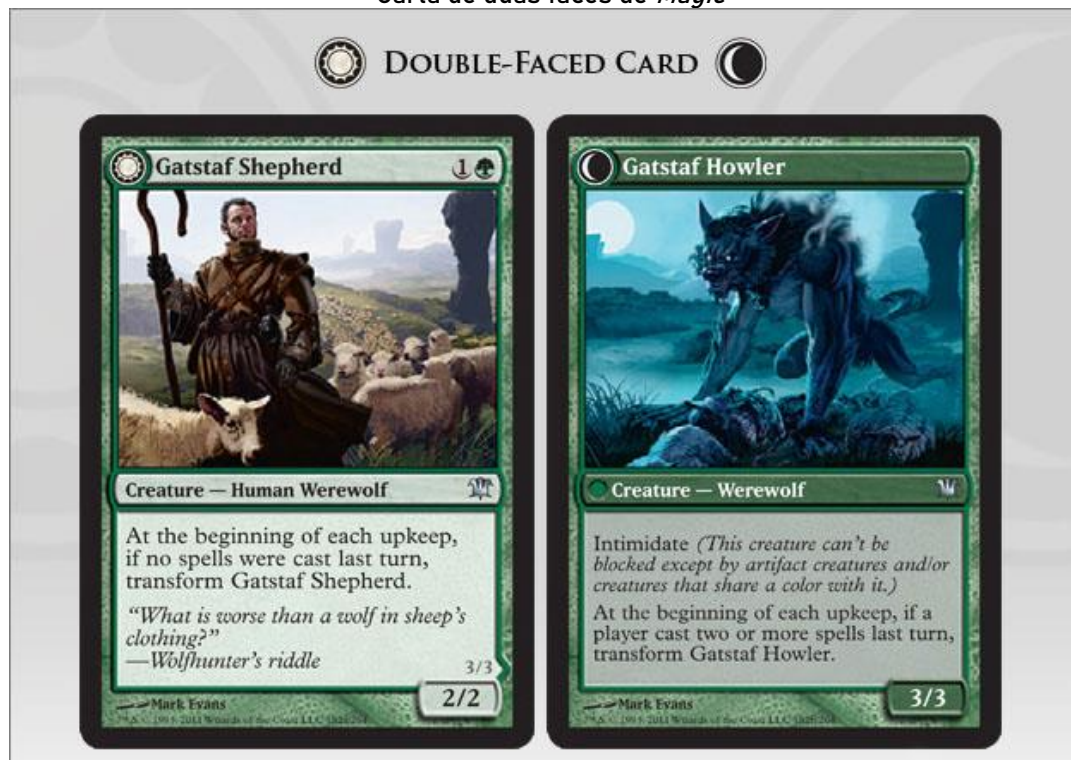 Carta de duas faces de Magic
DOUBLE-FACED CARD
Gatstaf Shepherd
1
Creature — Human Werewolf
At the beginning of each upkeep,
if no spells were cast last turn,
transform Gatstaf Shepherd.
“What is worse than a wolf in sheep’s
clothing?”
—Wolfhunter’s riddle
3/3
2/2
Mark Evans
Gatstaf Howler
Creature — Werewolf
Intimidate (This creature can’t be
blocked except by artifact creatures and/or
creatures that share a color with it.)
At the beginning of each upkeep, if a
player cast two or more spells last turn,
transform Gatstaf Howler.
3/3
Mark Evans